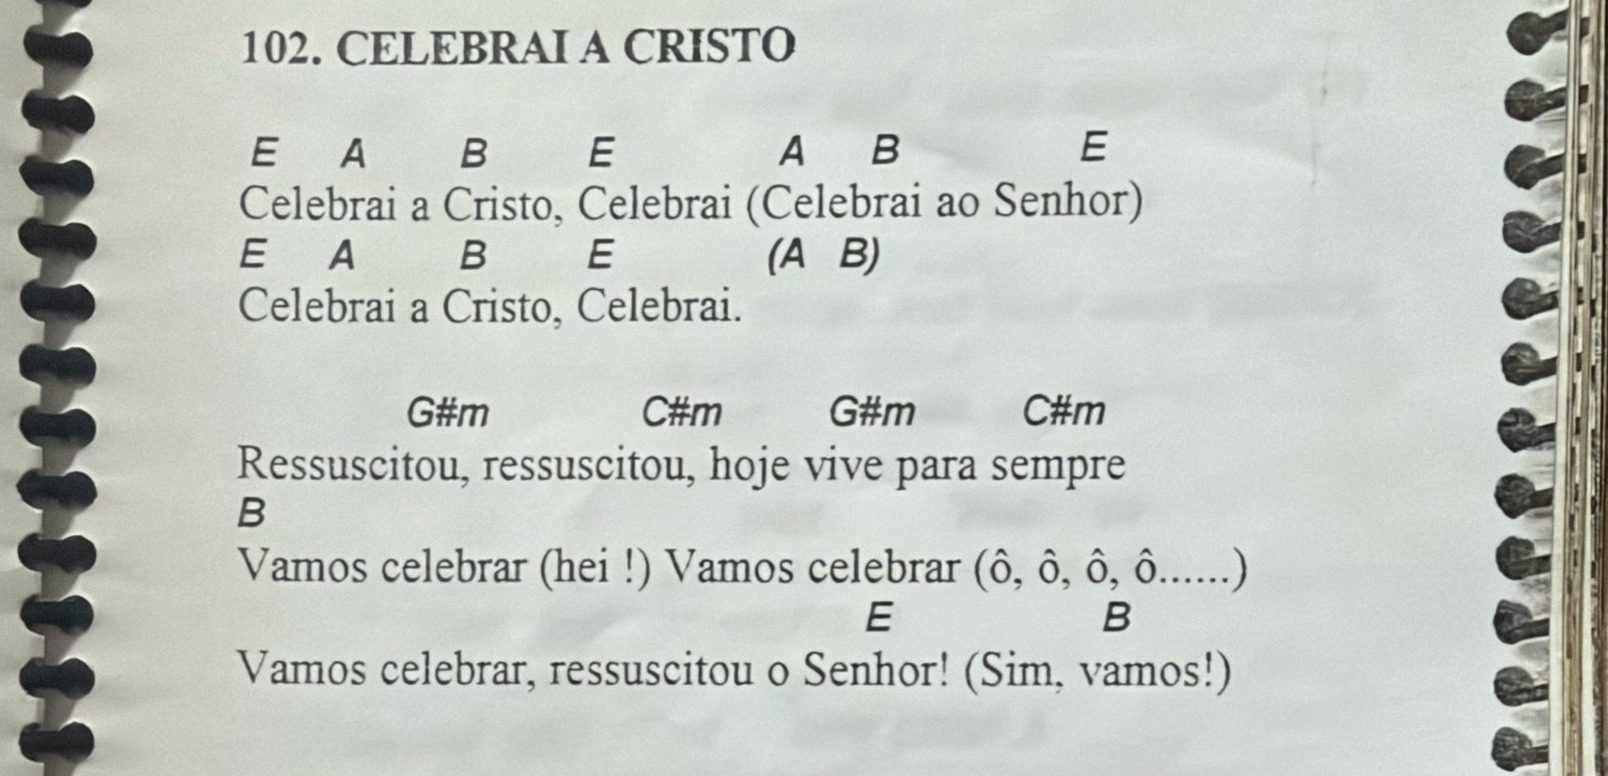 102. CELEBRAI A CRISTO
E A B E A B E
Celebrai a Cristo, Celebrai (Celebrai ao Senhor)
E A B E (A B)
Celebrai a Cristo, Celebrai.
G#m C#m G#m C#m
Ressuscitou, ressuscitou, hoje vive para sempre
B
Vamos celebrar (hei !) Vamos celebrar (ô, ô, ô, ô......)
E B
Vamos celebrar, ressuscitou o Senhor! (Sim, vamos!)